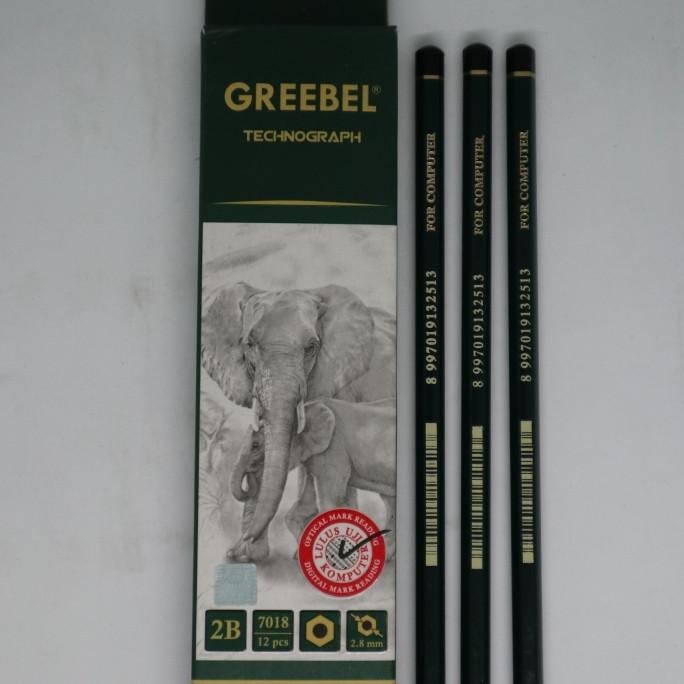 GREEBEL®
TECHNOGRAPH
OPTICAL MARK READING
LULUS UJI
KOMPUTER
DIGITAL MARK READING
2B
7018
12 pcs
2.8 mm
FOR COMPUTER
8 997019132513
FOR COMPUTER
8 997019132513
FOR COMPUTER
8 997019132513